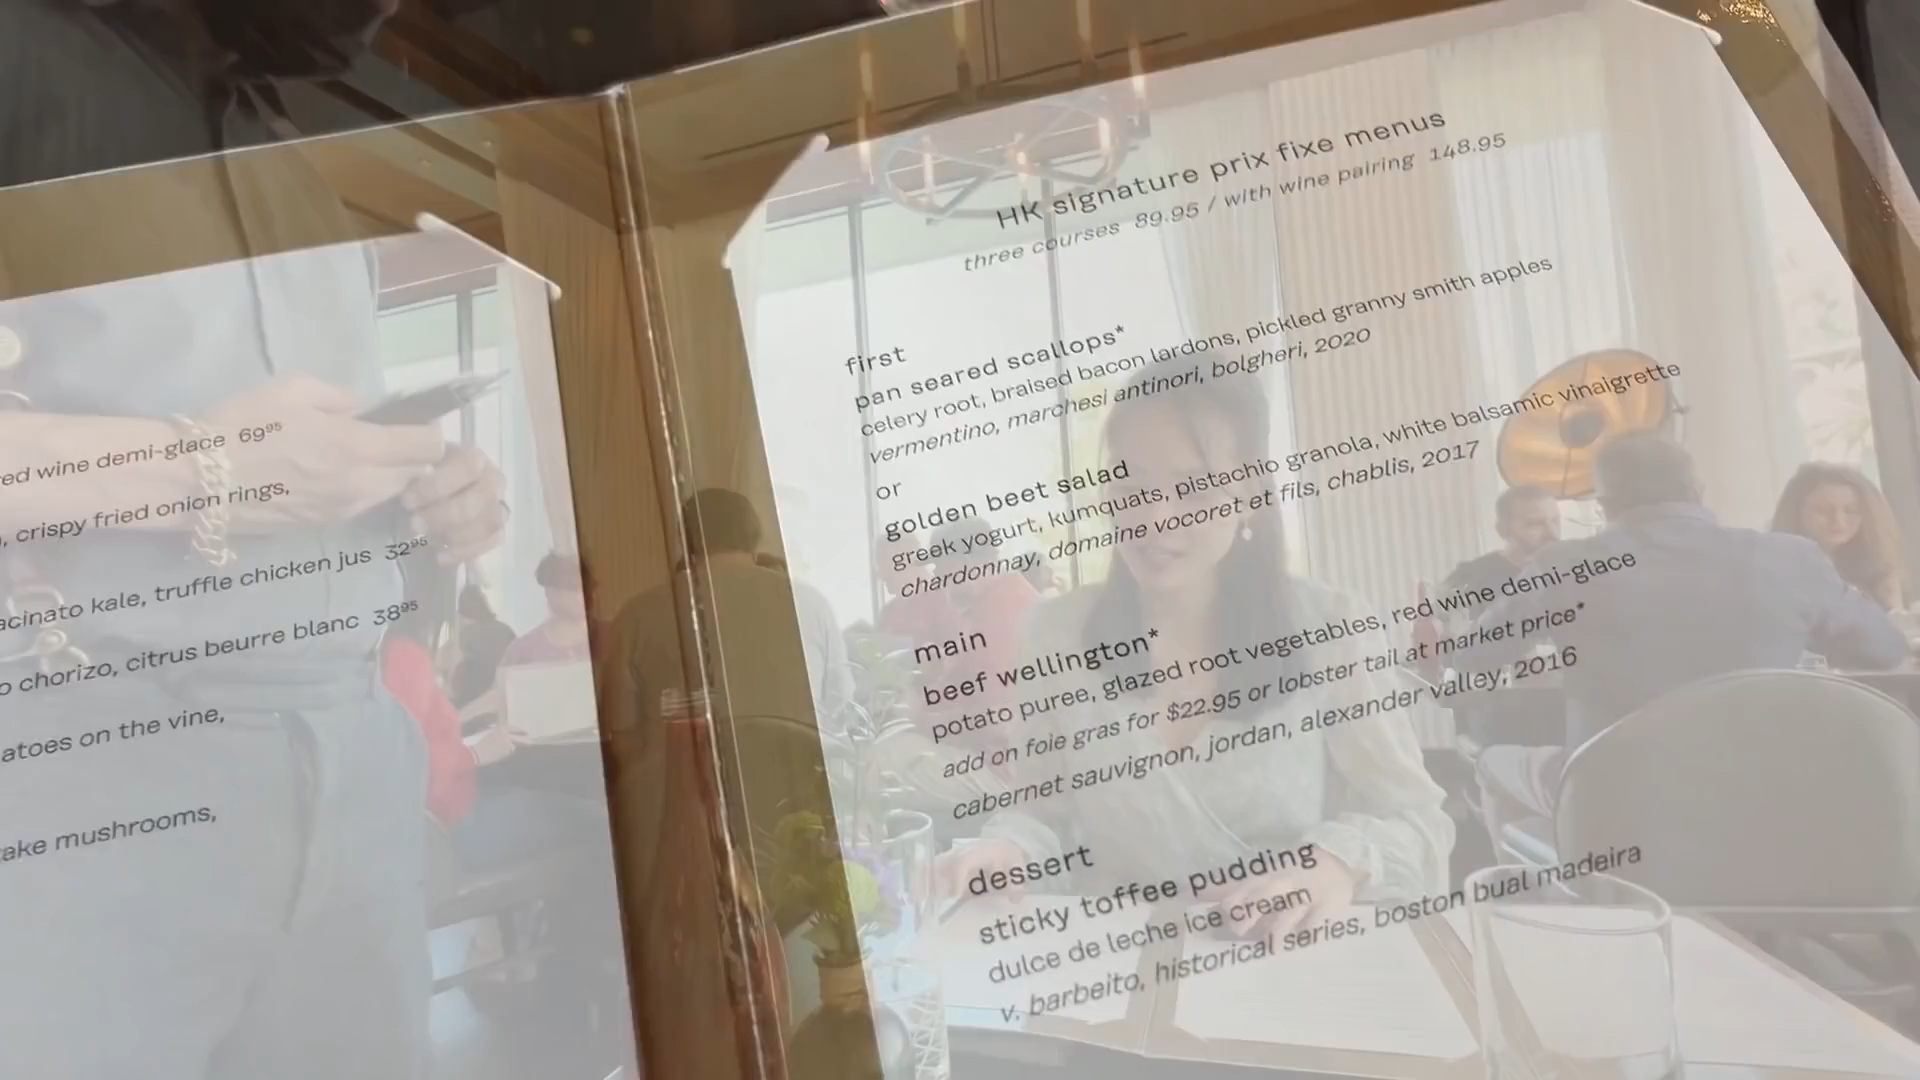 red wine demi-glace 69⁹⁵
crispy fried onion rings,
acinato kale, truffle chicken jus 32⁹⁵
o chorizo, citrus beurre blanc 38⁹⁵
atoes on the vine,
ake mushrooms,
HK signature prix fixe menus
three courses 89.95 / with wine pairing 148.95
first
pan seared scallops*
celery root, braised bacon lardons, pickled granny smith apples
vermentino, marchesi antinori, bolgheri, 2020
or
golden beet salad
greek yogurt, kumquats, pistachio granola, white balsamic vinaigrette
chardonnay, domaine vocoret et fils, chablis, 2017
main
beef wellington*
potato puree, glazed root vegetables, red wine demi-glace
add on foie gras for $22.95 or lobster tail at market price*
cabernet sauvignon, jordan, alexander valley, 2016
dessert
sticky toffee pudding
dulce de leche ice cream
v. barbeito, historical series, boston bual madeira